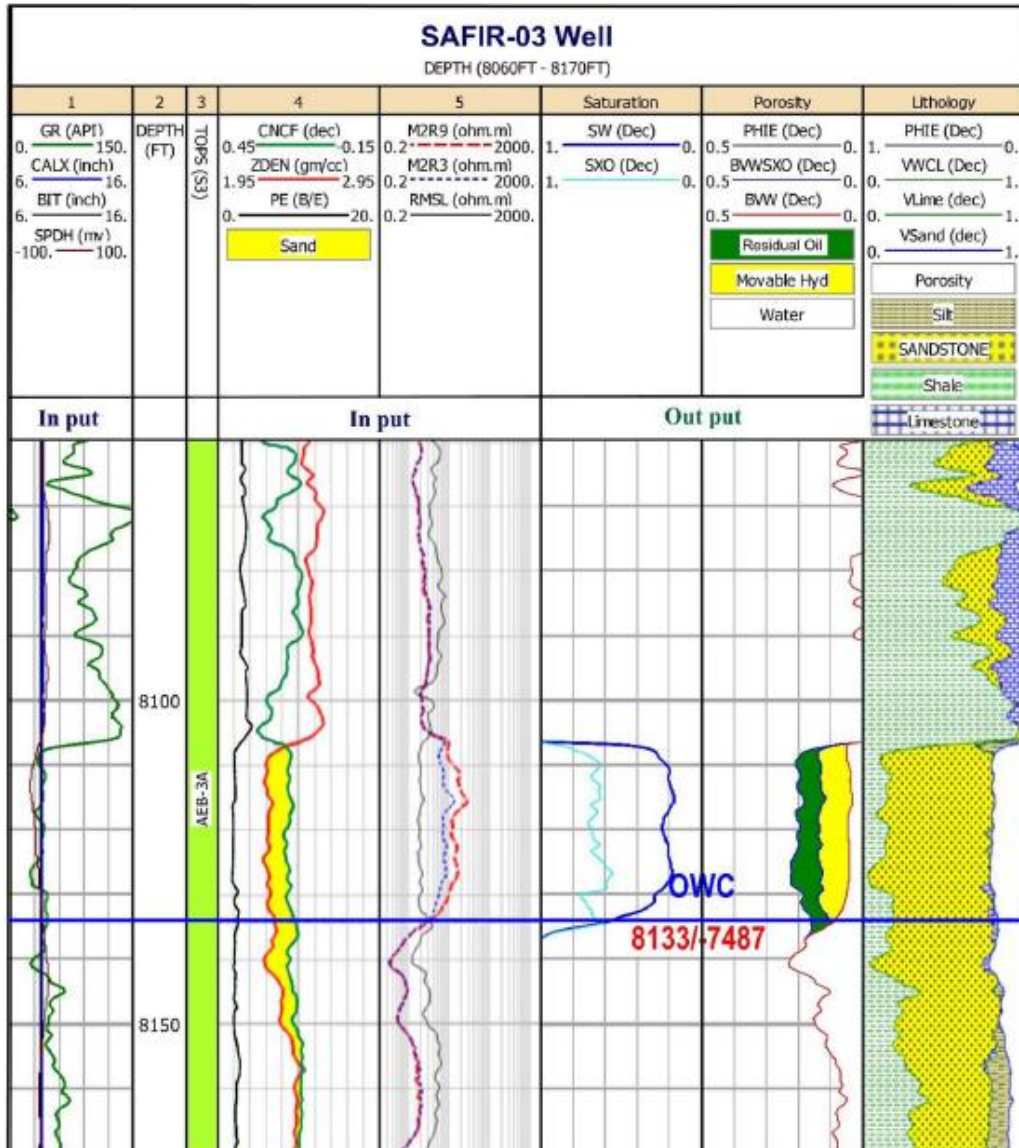 SAFIR-03 Well
DEPTH (8060FT - 8170FT)
1 2 3 4 5 Saturation Porosity Lithology
GR (API)
0. 150.
CALX (inch)
6. 16.
BIT (inch)
6. 16.
SPDH (mv)
-100. 100.
DEPTH
(FT)
TOPS (S3)
CNCF (dec)
0.45 -0.15
ZDEN (gm/cc)
1.95 2.95
PE (B/E)
0. 20.
Sand
M2R9 (ohm.m)
0.2 2000.
M2R3 (ohm.m)
0.2 2000.
RMSL (ohm.m)
0.2 2000.
SW (Dec)
1. 0.
SXO (Dec)
1. 0.
PHIE (Dec)
0.5 0.
BVWSXO (Dec)
0.5 0.
BVW (Dec)
0.5 0.
Residual Oil
Movable Hyd
Water
PHIE (Dec)
1. 0.
VWCL (Dec)
0. 1.
VLime (dec)
0. 1.
VSand (dec)
0. 1.
Porosity
Silt
SANDSTONE
Shale
Limestone
In put In put Out put
8100
AEB-3A
OWC
8133/-7487
8150